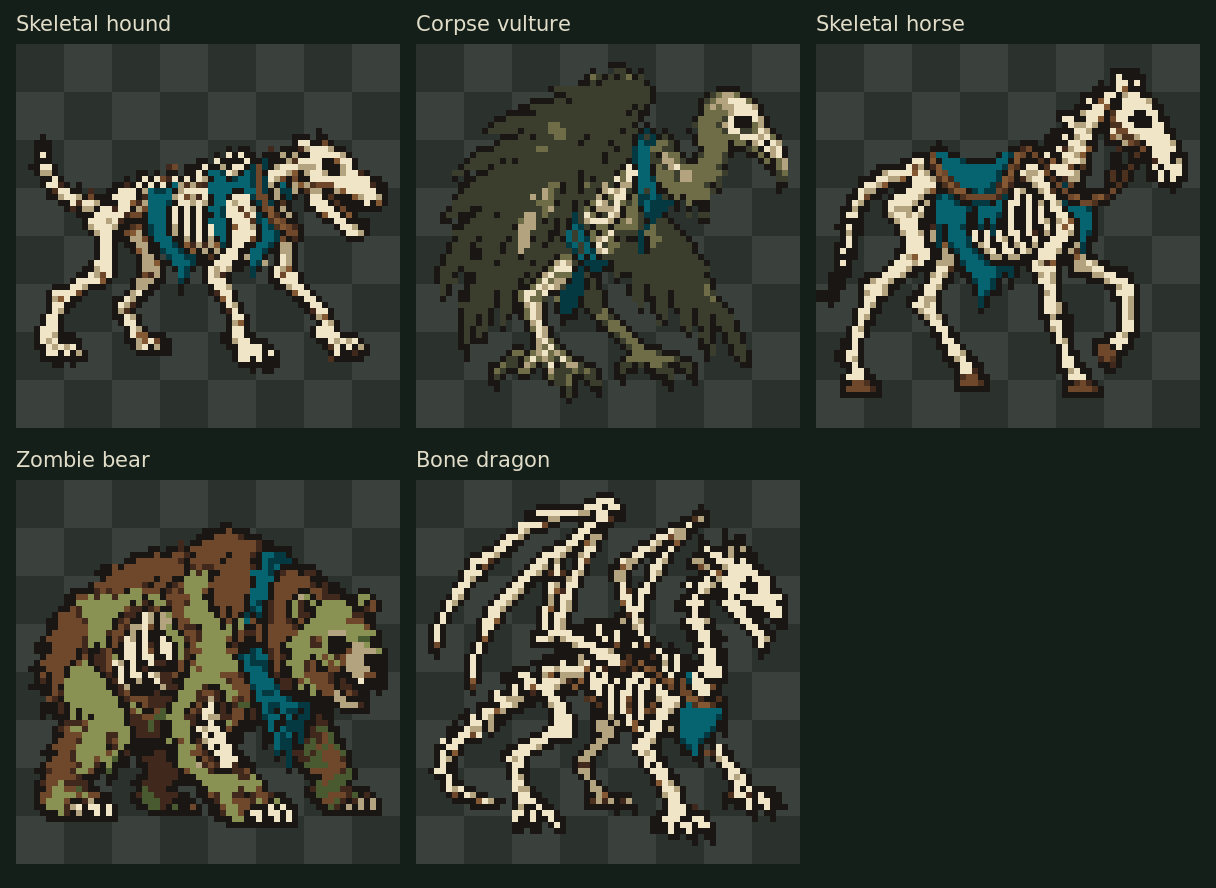 Skeletal hound
Corpse vulture
Skeletal horse
Zombie bear
Bone dragon